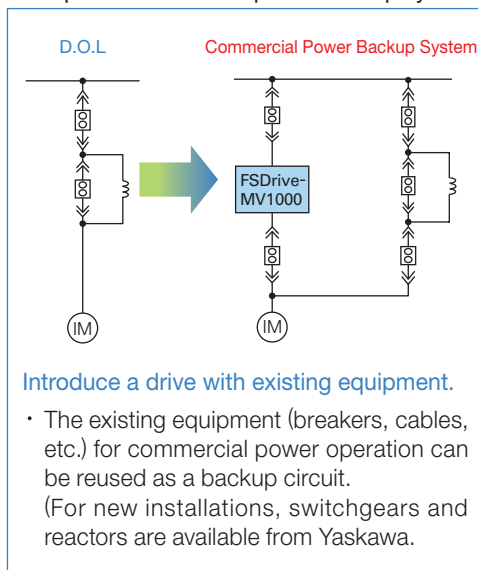 D.O.L
Commercial Power Backup System
FSDrive-
MV1000
IM
IM
Introduce a drive with existing equipment.
・ The existing equipment (breakers, cables,
etc.) for commercial power operation can
be reused as a backup circuit.
(For new installations, switchgears and
reactors are available from Yaskawa.